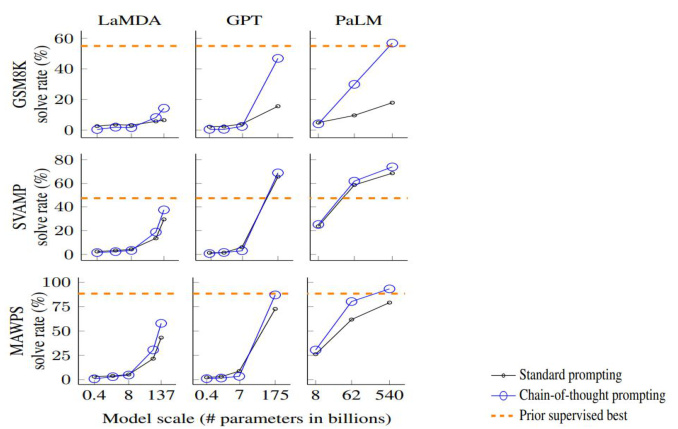 LaMDA GPT PaLM
GSM8K
solve rate (%)
60
40
20
0
SVAMP
solve rate (%)
80
60
40
20
0
MAWPS
solve rate (%)
100
75
50
25
0
0.4 8 137 0.4 7 175 8 62 540
Model scale (# parameters in billions)
Standard prompting
Chain-of-thought prompting
Prior supervised best